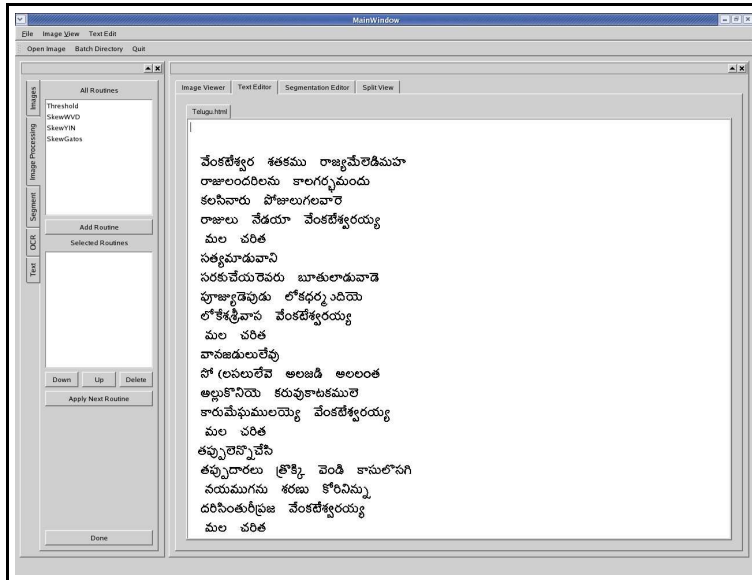 MainWindow
File Image View Text Edit
Open Image Batch Directory Quit
Images
Image Processing
Segment
OCR
Text
All Routines
Threshold
SkewWVD
SkewYIN
SkewGatos
Add Routine
Selected Routines
Down Up Delete
Apply Next Routine
Done
Image Viewer Text Editor Segmentation Editor Split View
Telugu.html
వేంకటేశ్వర శతకము రాజ్యమేలెడిమహ
రాజులందరిలను కాలగర్భమందు
కలసినారు పోజులుగలవారె
రాజులు నేడయా వేంకటేశ్వరయ్య
మల చరిత
సత్యమాడువాని
సరకుచేయరెవరు బూతులాడువాడె
పూజ్యుడెపుడు లోకధర్మ ఎదియె
లోకేశశ్రీవాస వేంకటేశ్వరయ్య
మల చరిత
వానజడులులేవు
సో (లసలులేవె అలజడి అలలంత
అల్లుకొనియె కరువుకాటకములె
కారుమేఘములయ్యె వేంకటేశ్వరయ్య
మల చరిత
తప్పులెన్నొచేసి
తప్పుదారలు త్రొక్కి వెండి కాసులొసగి
నయముగను శరణు కోరినిన్ను
దరిసింతురీప్రజ వేంకటేశ్వరయ్య
మల చరిత